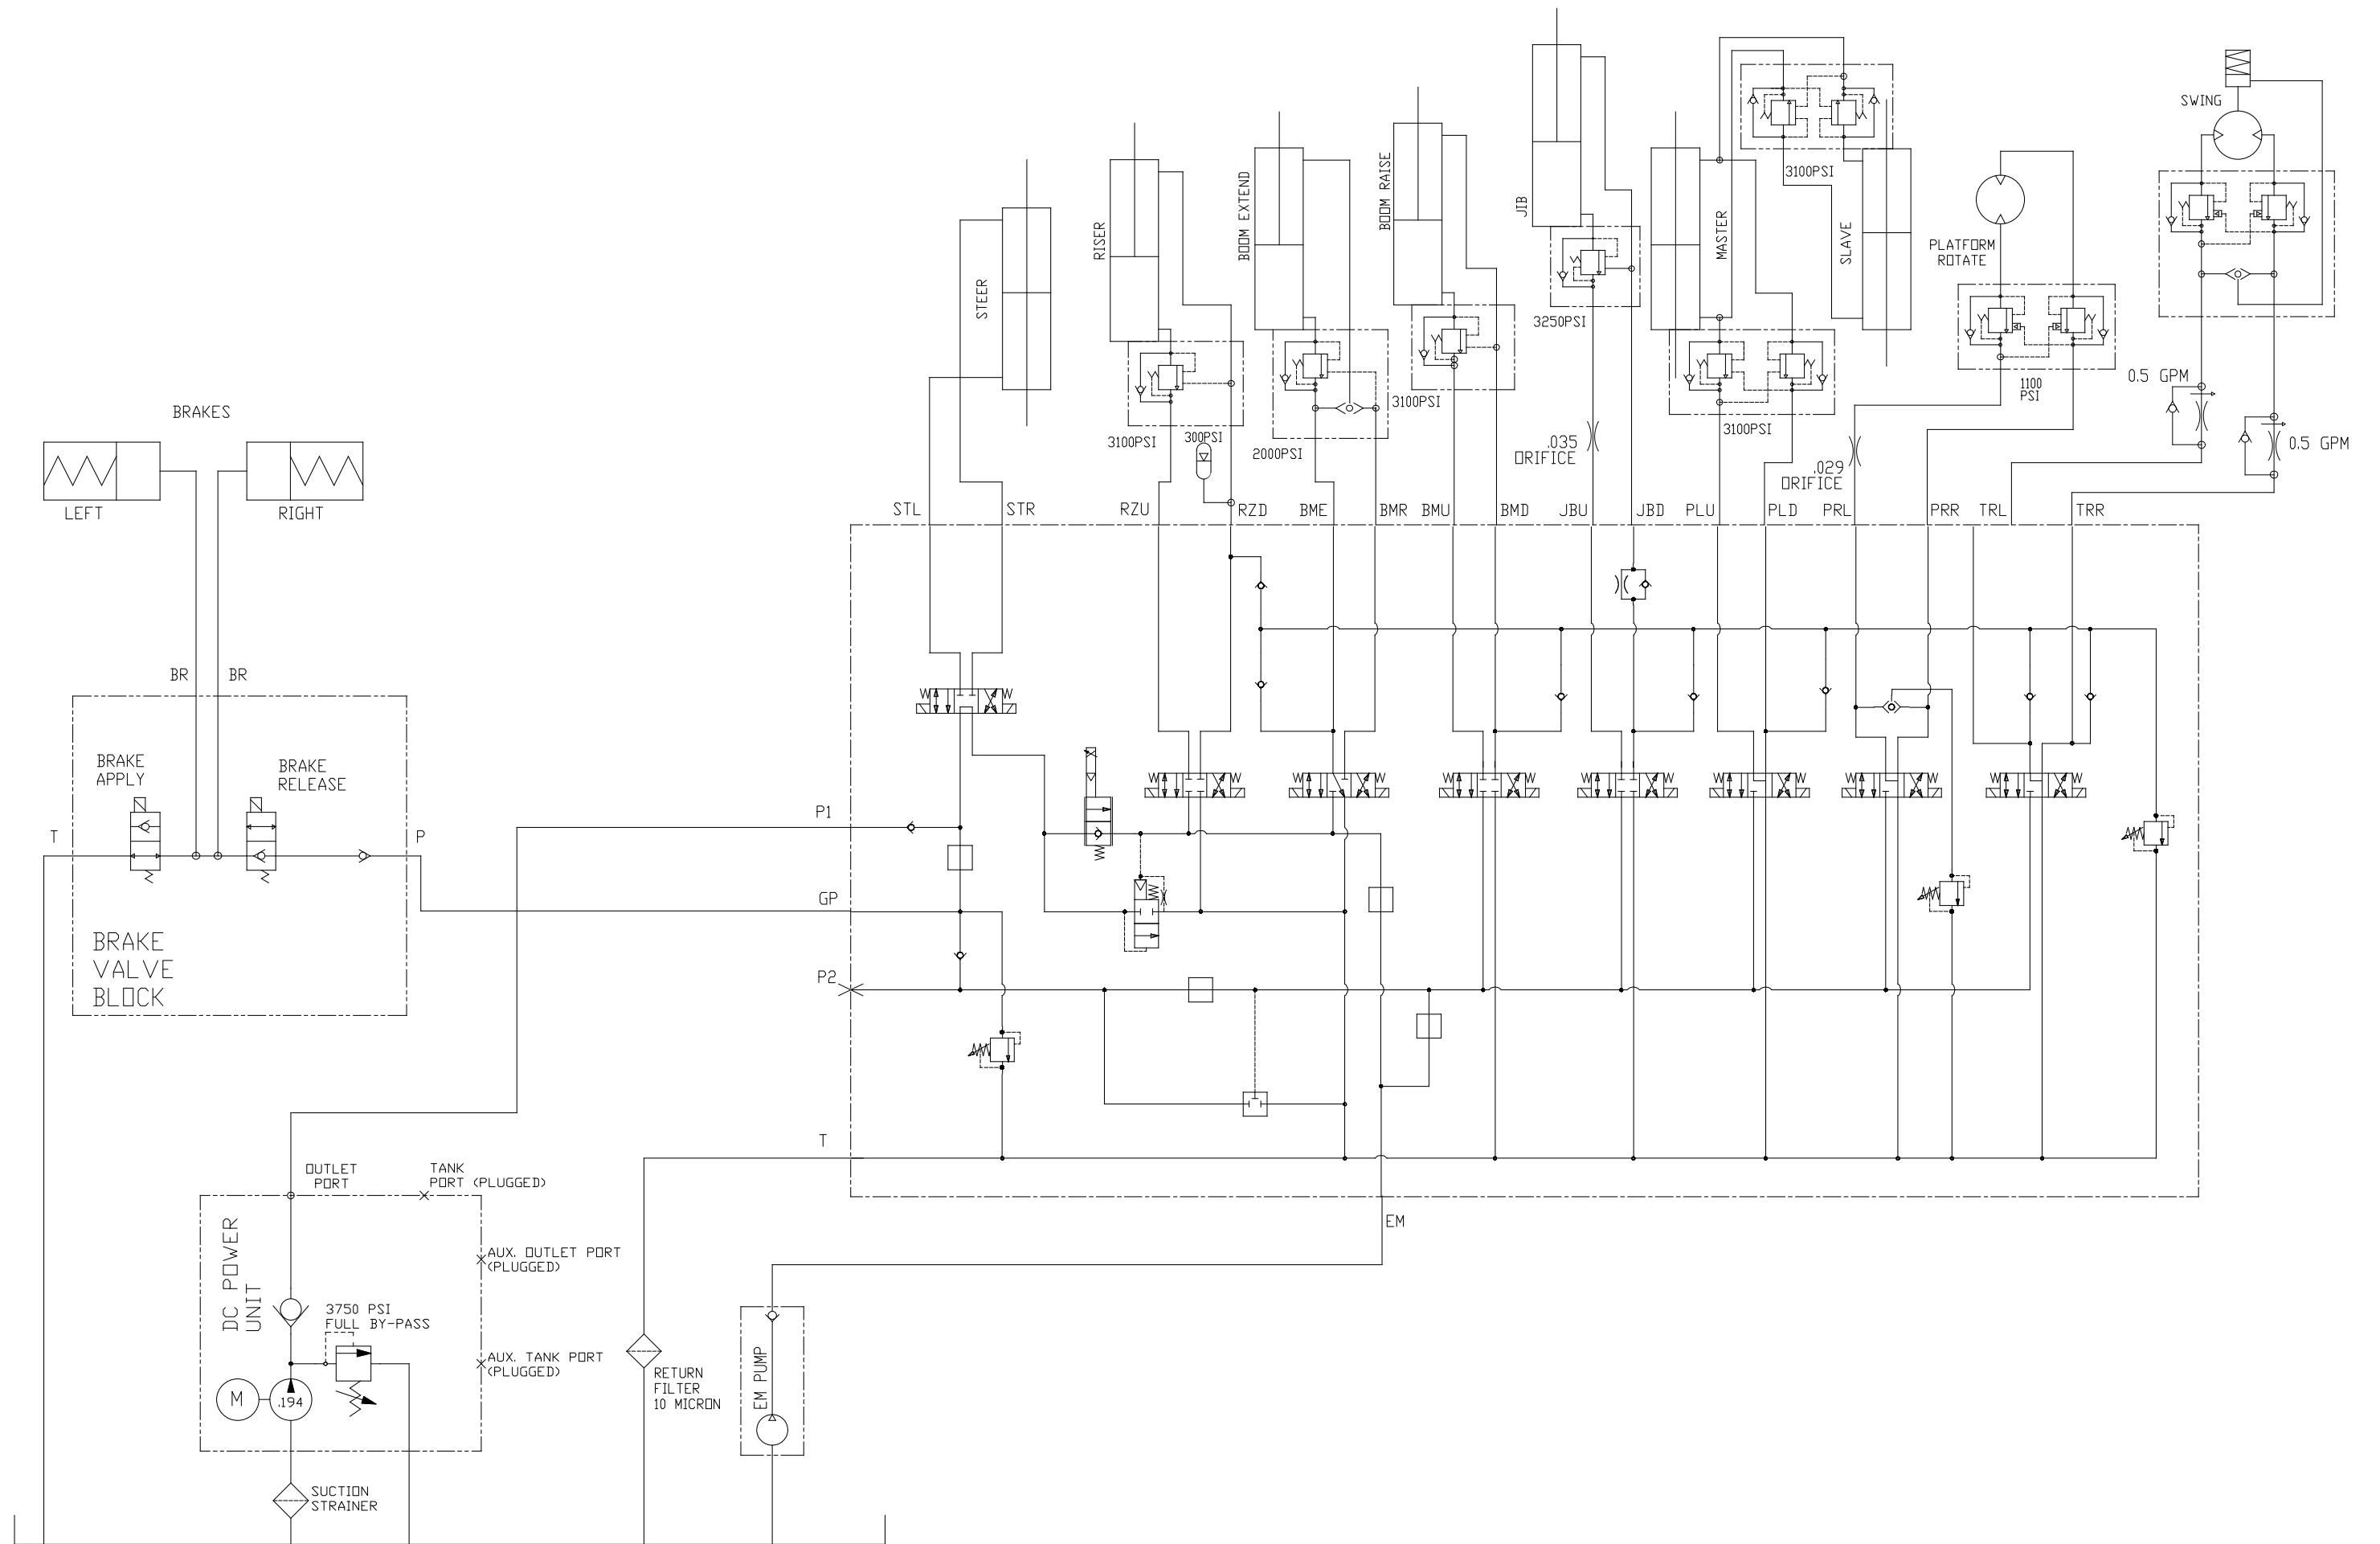 SWING
STEER
RISER
BOOM EXTEND
BOOM RAISE
JIB
MASTER
3100PSI
SLAVE
PLATFORM
ROTATE
3250PSI
1100
PSI
0.5 GPM
0.5 GPM
3100PSI
300PSI
2000PSI
3100PSI
.035
ORIFICE
3100PSI
.029
ORIFICE
BRAKES
LEFT
RIGHT
STL
STR
RZU
RZD
BME
BMR
BMU
BMD
JBU
JBD
PLU
PLD
PRL
PRR
TRL
TRR
BR
BR
BRAKE
APPLY
BRAKE
RELEASE
T
P
BRAKE
VALVE
BLOCK
P1
GP
P2
T
EM
OUTLET
PORT
TANK
PORT (PLUGGED)
DC POWER
UNIT
AUX. OUTLET PORT
(PLUGGED)
3750 PSI
FULL BY-PASS
AUX. TANK PORT
(PLUGGED)
M
.194
RETURN
FILTER
10 MICRON
EM PUMP
SUCTION
STRAINER